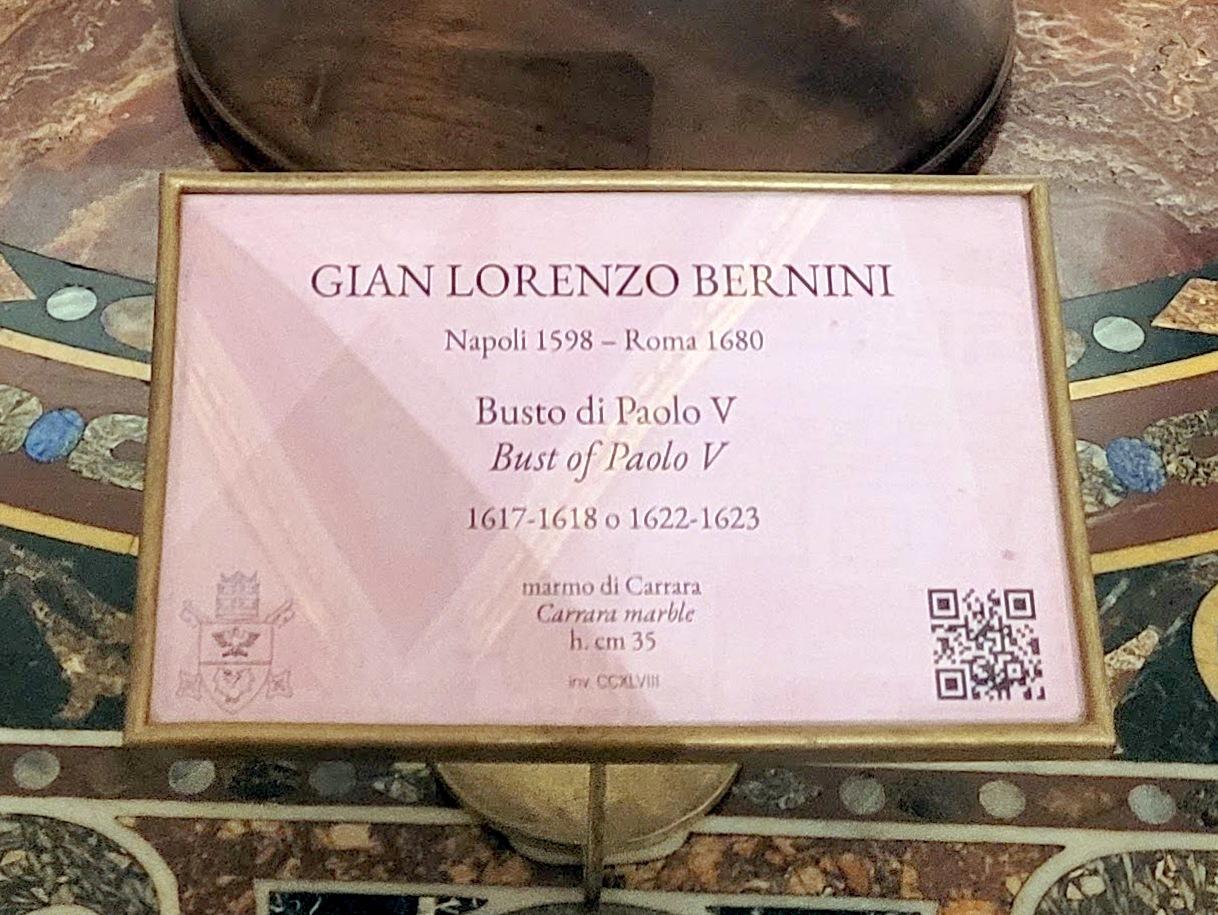 GIAN LORENZO BERNINI
Napoli 1598 – Roma 1680
Busto di Paolo V
Bust of Paolo V
1617-1618 o 1622-1623
marmo di Carrara
Carrara marble
h. cm 35
inv. CCXLVIII